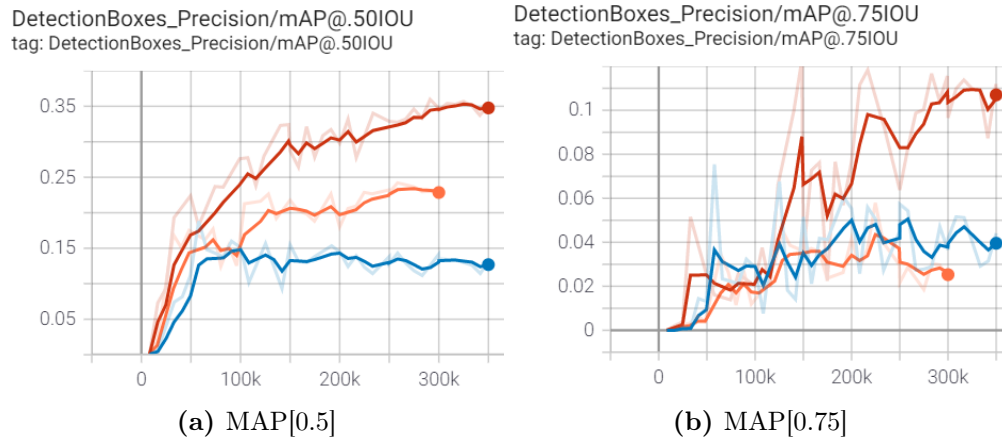 DetectionBoxes_Precision/mAP@.50IOU
tag: DetectionBoxes_Precision/mAP@.50IOU
0.35
0.25
0.15
0.05
0
100k
200k
300k
(a) MAP[0.5]
DetectionBoxes_Precision/mAP@.75IOU
tag: DetectionBoxes_Precision/mAP@.75IOU
0.1
0.08
0.06
0.04
0.02
0
0
100k
200k
300k
(b) MAP[0.75]